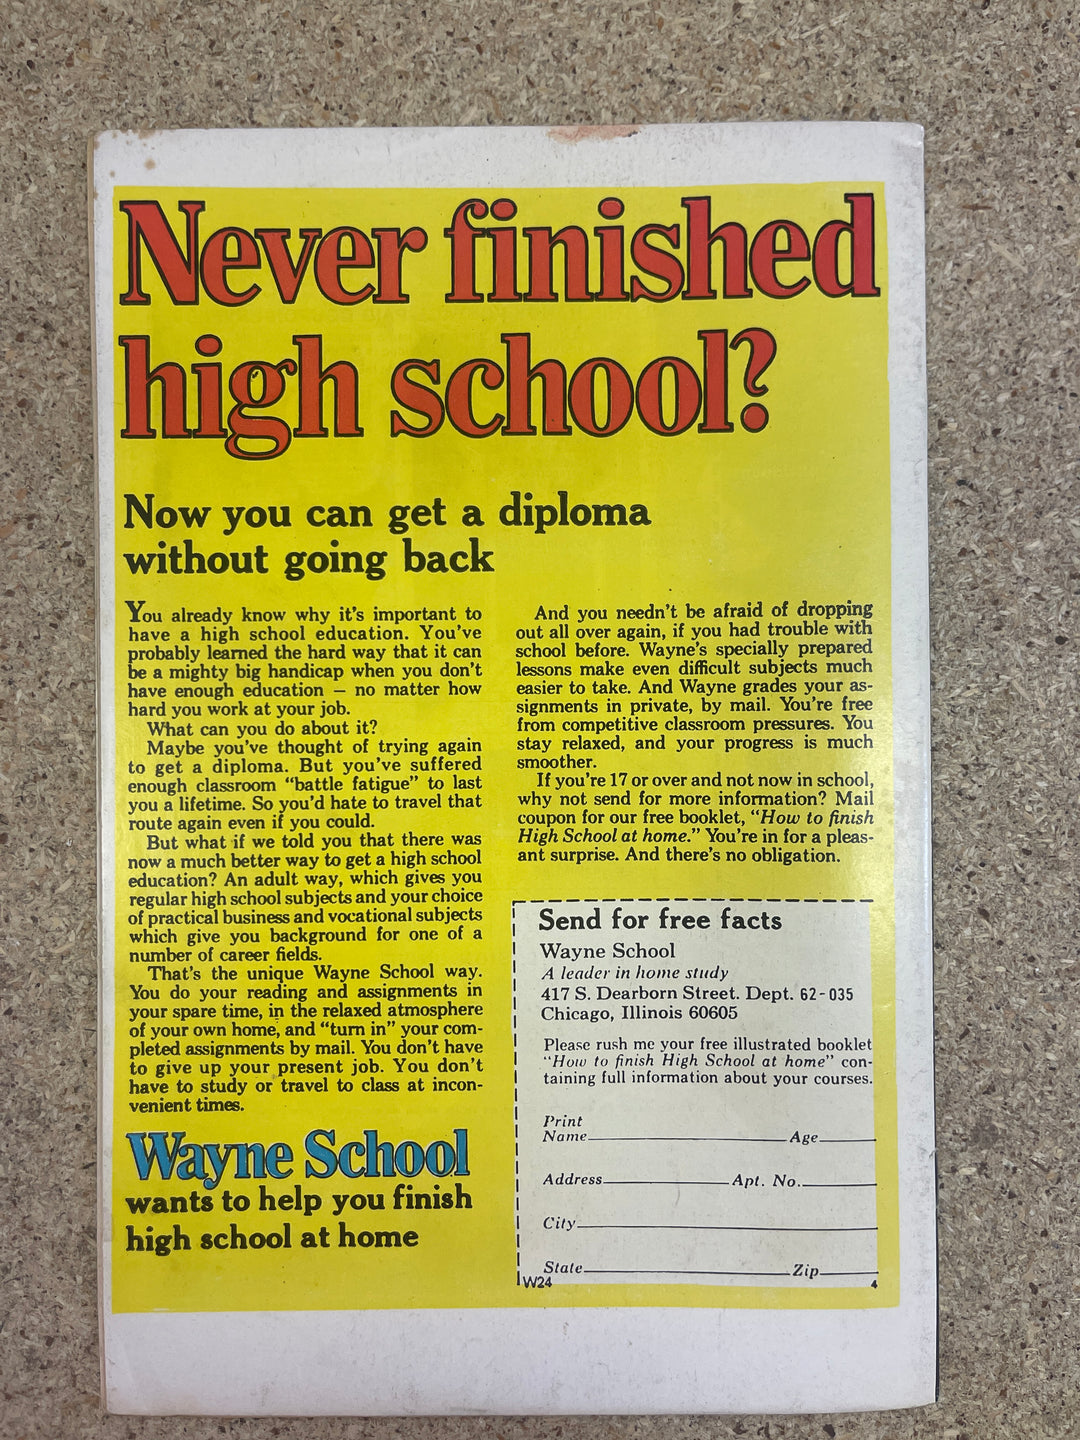 Never finished
high school?
Now you can get a diploma
without going back
You already know why it's important to
have a high school education. You've
probably learned the hard way that it can
be a mighty big handicap when you don't
have enough education — no matter how
hard you work at your job.
What can you do about it?
Maybe you've thought of trying again
to get a diploma. But you've suffered
enough classroom "battle fatigue" to last
you a lifetime. So you'd hate to travel that
route again even if you could.
But what if we told you that there was
now a much better way to get a high school
education? An adult way, which gives you
regular high school subjects and your choice
of practical business and vocational subjects
which give you background for one of a
number of career fields.
That's the unique Wayne School way.
You do your reading and assignments in
your spare time, in the relaxed atmosphere
of your own home, and "turn in" your com-
pleted assignments by mail. You don't have
to give up your present job. You don't
have to study or travel to class at incon-
venient times.
Wayne School
wants to help you finish
high school at home
And you needn't be afraid of dropping
out all over again, if you had trouble with
school before. Wayne's specially prepared
lessons make even difficult subjects much
easier to take. And Wayne grades your as-
signments in private, by mail. You're free
from competitive classroom pressures. You
stay relaxed, and your progress is much
smoother.
If you're 17 or over and not now in school,
why not send for more information? Mail
coupon for our free booklet, "How to finish
High School at home." You're in for a pleas-
ant surprise. And there's no obligation.
Send for free facts
Wayne School
A leader in home study
417 S. Dearborn Street. Dept. 62-035
Chicago, Illinois 60605
Please rush me your free illustrated booklet
"How to finish High School at home" con-
taining full information about your courses.
Print
Name Age
Address Apt. No.
City
State Zip
W24 4